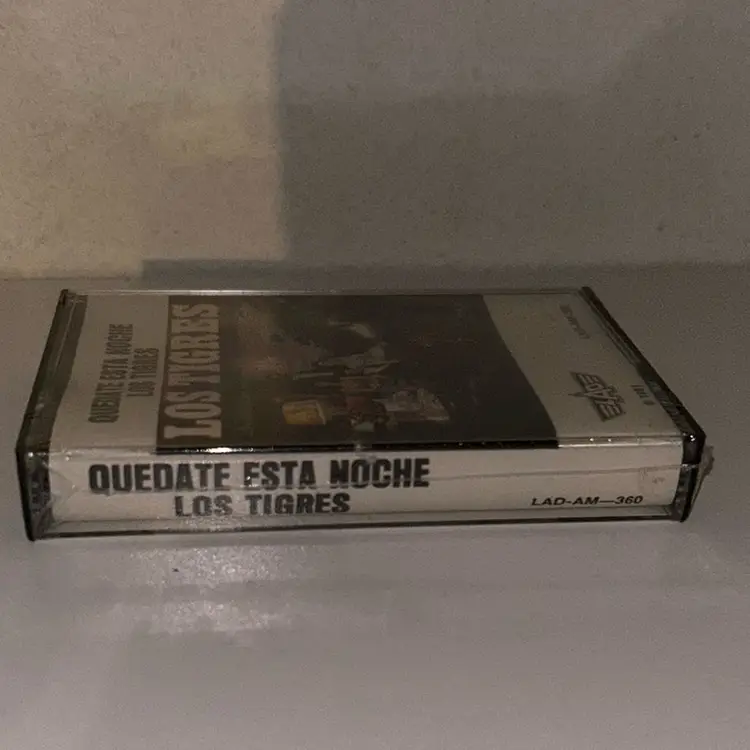 QUEDATE ESTA NOCHE
LOS TIGRES
LOS TIGRES
QUEDATE ESTA NOCHE
LOS TIGRES
LAD-AM—360